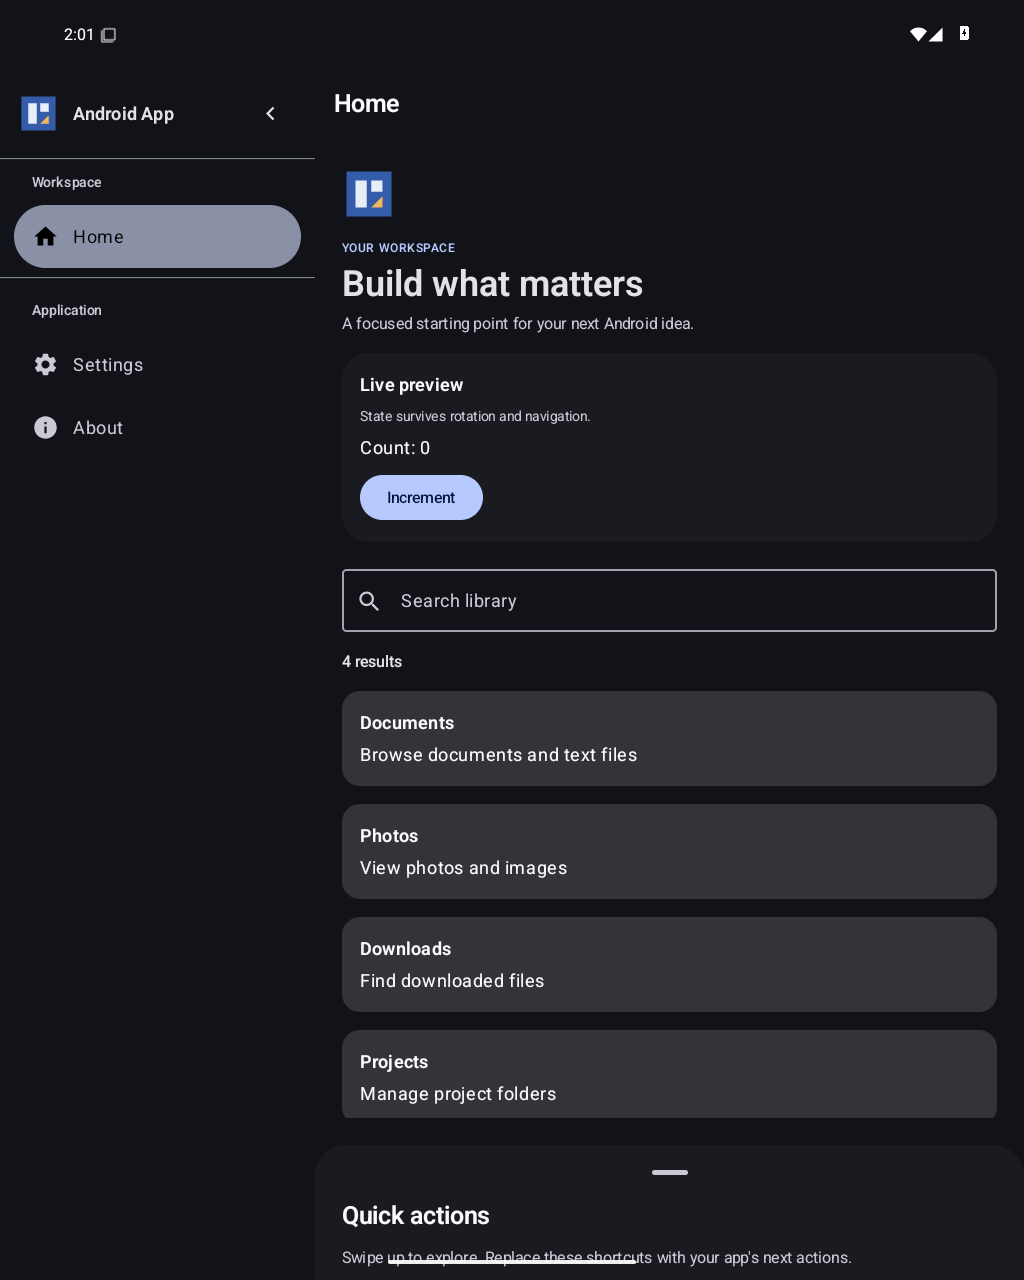 2:01
Android App
Workspace
Home
Application
Settings
About
Home
YOUR WORKSPACE
Build what matters
A focused starting point for your next Android idea.
Live preview
State survives rotation and navigation.
Count: 0
Increment
Search library
4 results
Documents
Browse documents and text files
Photos
View photos and images
Downloads
Find downloaded files
Projects
Manage project folders
Quick actions
Swipe up to explore. Replace these shortcuts with your app's next actions.